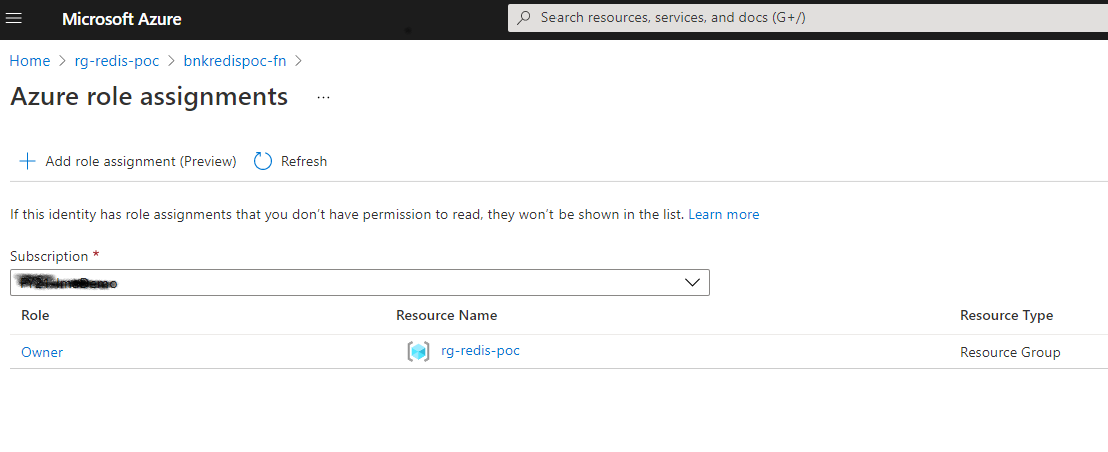 Microsoft Azure
Search resources, services, and docs (G+/)
Home > rg-redis-poc > bnkredispoc-fn >
Azure role assignments ...
Add role assignment (Preview) Refresh
If this identity has role assignments that you don't have permission to read, they won't be shown in the list. Learn more
Subscription *
Role Resource Name Resource Type
Owner rg-redis-poc Resource Group